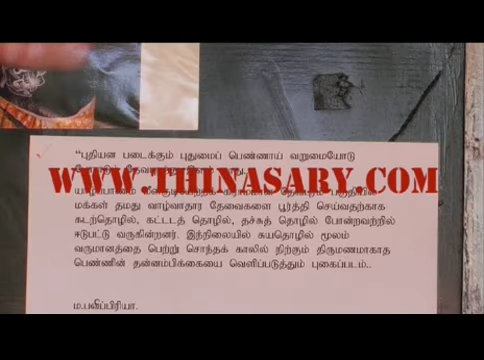 "புதியன படைக்கும் புதுமைப் பெண்ணாய் வறுமையோடு
WWW.THINASARY.COM
மக்கள் தமது வாழ்வாதார தேவைகளை பூர்த்தி செய்வதற்காக
கடற்தொழில், கட்டடத் தொழில், தச்சுத் தொழில் போன்றவற்றில்
ஈடுபட்டு வருகின்றனர். இந்நிலையில் சுயதொழில் மூலம்
வருமானத்தை பெற்று சொந்தக் காலில் நிற்கும் திருமணமாகாத
பெண்ணின் தன்னம்பிக்கையை வெளிப்படுத்தும் புகைப்படம்..
ம.பவிப்பிரியா.